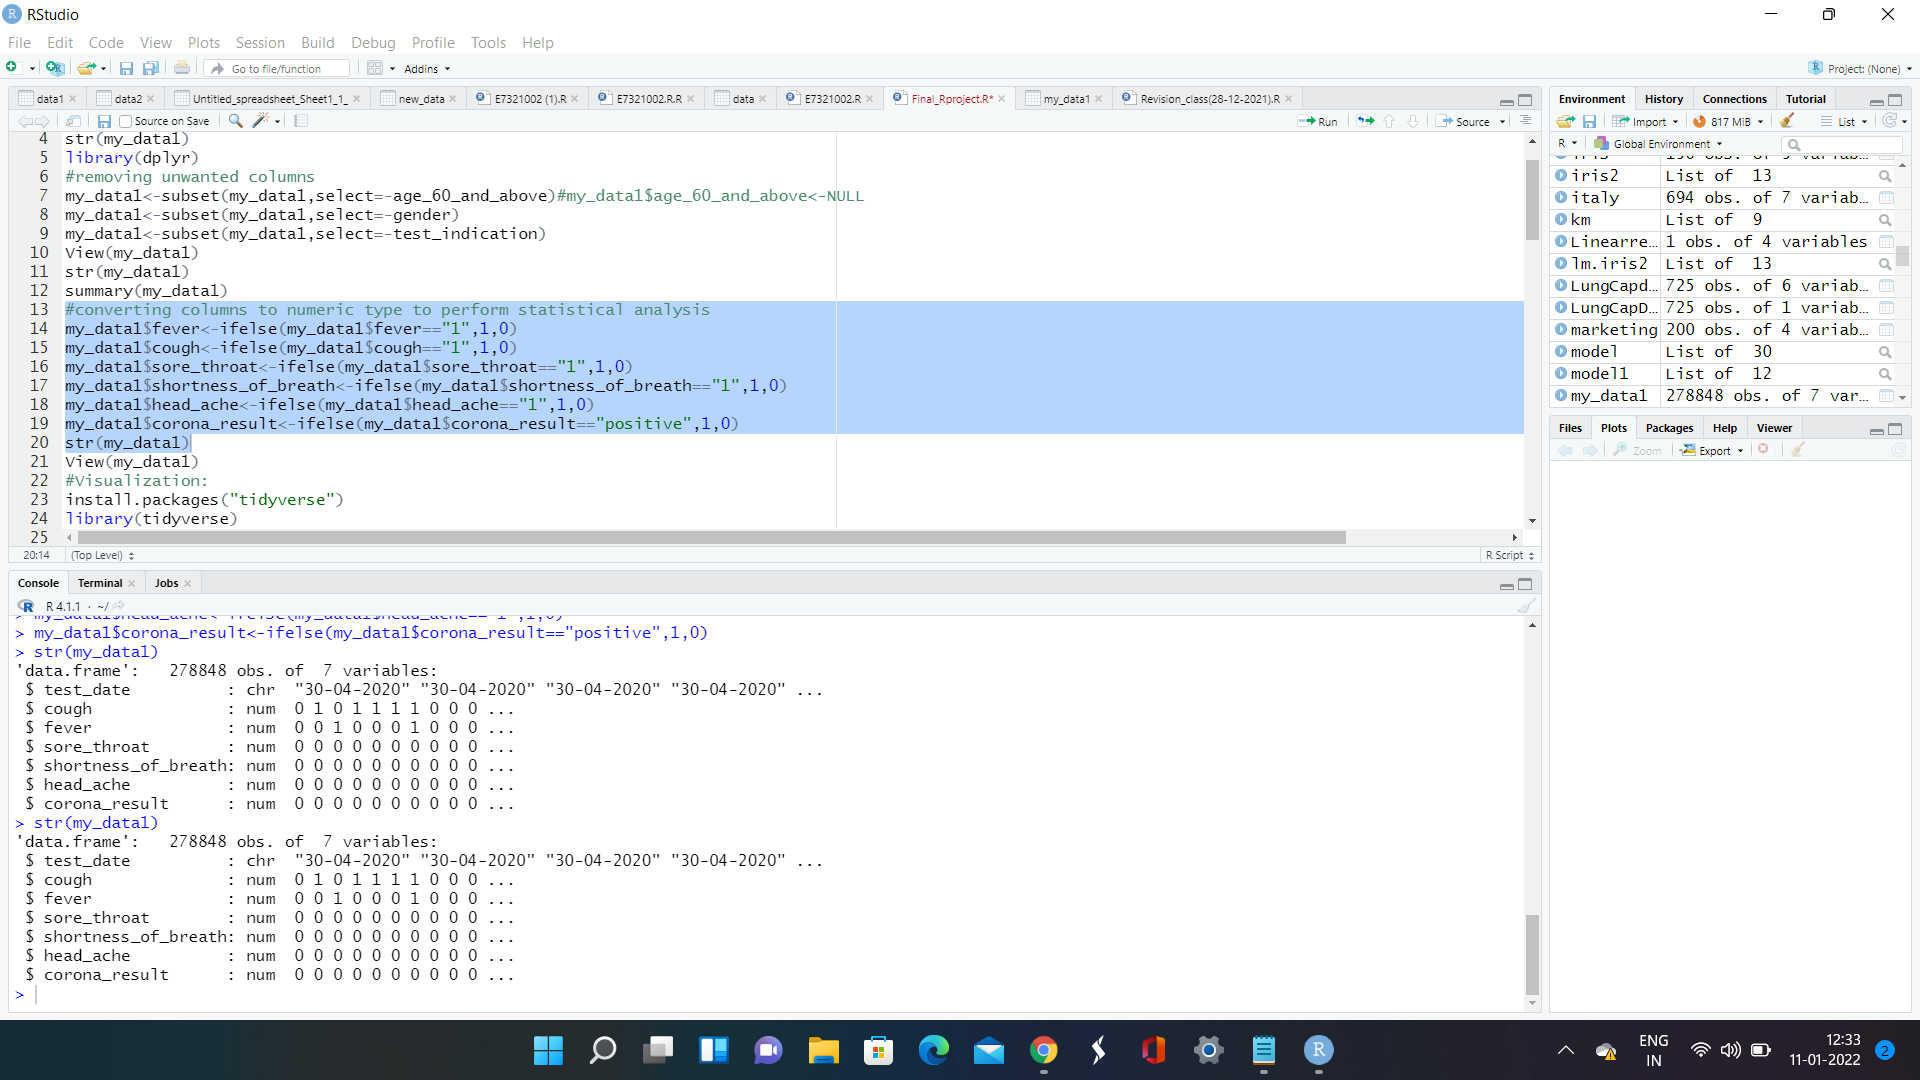 RStudio
File Edit Code View Plots Session Build Debug Profile Tools Help
Go to file/function Addins Project: (None)
data1 data2 Untitled_spreadsheet_Sheet1_1_ new_data E7321002 (1).R E7321002.R.R data E7321002.R Final_Rproject.R* my_data1 Revision_class(28-12-2021).R
Source on Save Run Source
4 str(my_data1)
5 library(dplyr)
6 #removing unwanted columns
7 my_data1<-subset(my_data1,select=-age_60_and_above)#my_data1$age_60_and_above<-NULL
8 my_data1<-subset(my_data1,select=-gender)
9 my_data1<-subset(my_data1,select=-test_indication)
10 View(my_data1)
11 str(my_data1)
12 summary(my_data1)
13 #converting columns to numeric type to perform statistical analysis
14 my_data1$fever<-ifelse(my_data1$fever=="1",1,0)
15 my_data1$cough<-ifelse(my_data1$cough=="1",1,0)
16 my_data1$sore_throat<-ifelse(my_data1$sore_throat=="1",1,0)
17 my_data1$shortness_of_breath<-ifelse(my_data1$shortness_of_breath=="1",1,0)
18 my_data1$head_ache<-ifelse(my_data1$head_ache=="1",1,0)
19 my_data1$corona_result<-ifelse(my_data1$corona_result=="positive",1,0)
20 str(my_data1)
21 View(my_data1)
22 #Visualization:
23 install.packages("tidyverse")
24 library(tidyverse)
25
20:14 (Top Level) R Script
Console Terminal Jobs
R 4.1.1 · ~/
> my_data1$head_ache<-ifelse(my_data1$head_ache=="1",1,0)
> my_data1$corona_result<-ifelse(my_data1$corona_result=="positive",1,0)
> str(my_data1)
'data.frame': 278848 obs. of 7 variables:
$ test_date : chr "30-04-2020" "30-04-2020" "30-04-2020" "30-04-2020" ...
$ cough : num 0 1 0 1 1 1 1 0 0 0 ...
$ fever : num 0 0 1 0 0 0 1 0 0 0 ...
$ sore_throat : num 0 0 0 0 0 0 0 0 0 0 ...
$ shortness_of_breath: num 0 0 0 0 0 0 0 0 0 0 ...
$ head_ache : num 0 0 0 0 0 0 0 0 0 0 ...
$ corona_result : num 0 0 0 0 0 0 0 0 0 0 ...
> str(my_data1)
'data.frame': 278848 obs. of 7 variables:
$ test_date : chr "30-04-2020" "30-04-2020" "30-04-2020" "30-04-2020" ...
$ cough : num 0 1 0 1 1 1 1 0 0 0 ...
$ fever : num 0 0 1 0 0 0 1 0 0 0 ...
$ sore_throat : num 0 0 0 0 0 0 0 0 0 0 ...
$ shortness_of_breath: num 0 0 0 0 0 0 0 0 0 0 ...
$ head_ache : num 0 0 0 0 0 0 0 0 0 0 ...
$ corona_result : num 0 0 0 0 0 0 0 0 0 0 ...
>
Environment History Connections Tutorial
Import 817 MiB List
R Global Environment
iris2 List of 13
italy 694 obs. of 7 variab…
km List of 9
Linearre… 1 obs. of 4 variables
lm.iris2 List of 13
LungCapd… 725 obs. of 6 variab…
LungCapD… 725 obs. of 1 variab…
marketing 200 obs. of 4 variab…
model List of 30
model1 List of 12
my_data1 278848 obs. of 7 var…
Files Plots Packages Help Viewer
Zoom Export
ENG
IN
12:33
11-01-2022
2